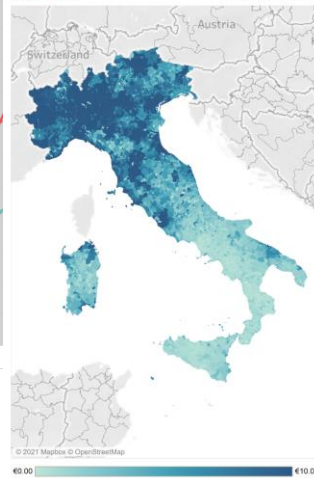 Austria
Switzerland
© 2021 Mapbox © OpenStreetMap
€0.00
€10.0